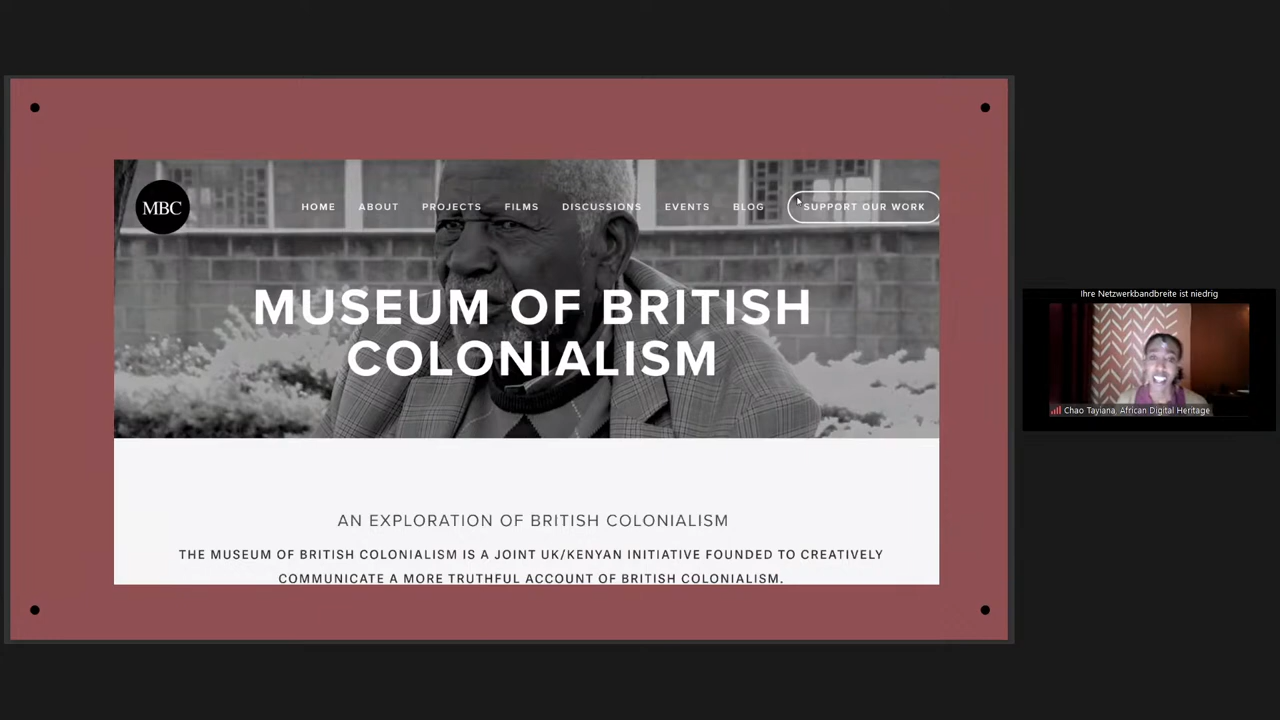 MBC
HOME ABOUT PROJECTS FILMS DISCUSSIONS EVENTS BLOG SUPPORT OUR WORK
MUSEUM OF BRITISH
COLONIALISM
AN EXPLORATION OF BRITISH COLONIALISM
THE MUSEUM OF BRITISH COLONIALISM IS A JOINT UK/KENYAN INITIATIVE FOUNDED TO CREATIVELY
COMMUNICATE A MORE TRUTHFUL ACCOUNT OF BRITISH COLONIALISM.
Ihre Netzwerkbandbreite ist niedrig
Chao Tayiana, African Digital Heritage